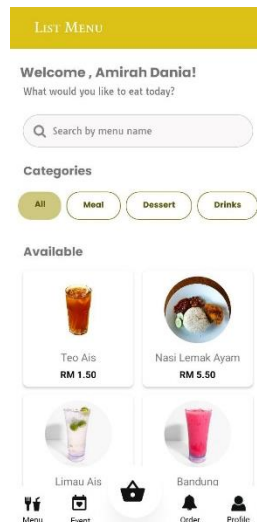 List Menu
Welcome , Amirah Dania!
What would you like to eat today?
Search by menu name
Categories
All Meal Dessert Drinks
Available
Teo Ais Nasi Lemak Ayam
RM 1.50 RM 5.50
Limau Ais Bandung
Menu Event Order Profile